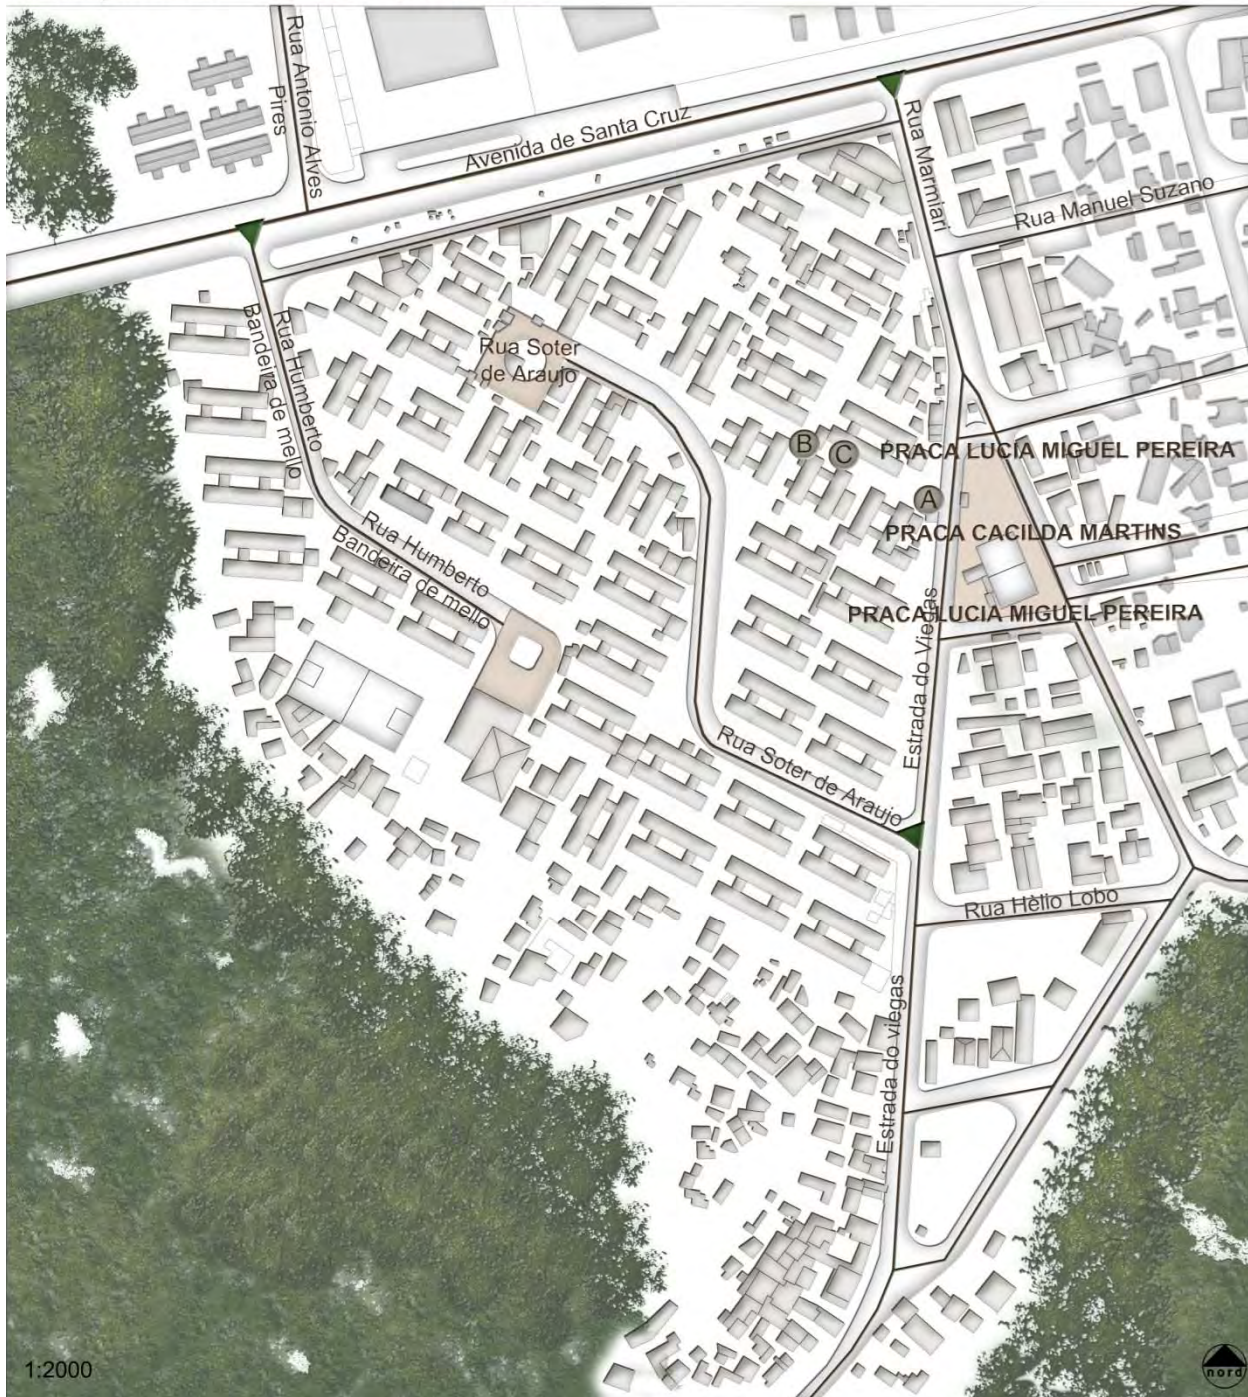 Rua Antonio Alves
Pires
Avenida de Santa Cruz
Rua Marmiari
Rua Manuel Suzano
Rua Humberto
Bandeira de mello
Rua Soter
de Araujo
B
C
PRACA LUCIA MIGUEL PEREIRA
A
PRACA CACILDA MARTINS
Rua Humberto
Bandeira de mello
PRACA LUCIA MIGUEL PEREIRA
Estrada do Viegas
Rua Soter de Araujo
Rua Hèlio Lobo
Estrada do viegas
1:2000
nord